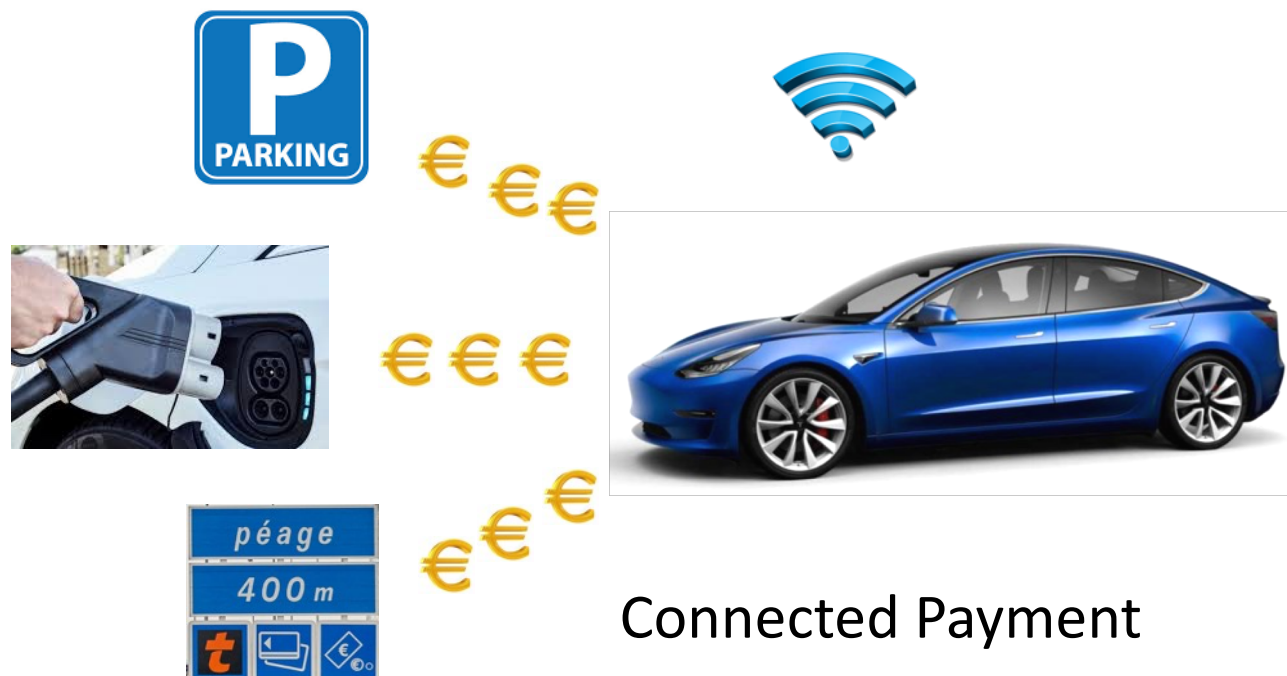 P
PARKING
€ € €
€ € €
péage
400 m
t
€
€
€ € €
Connected Payment